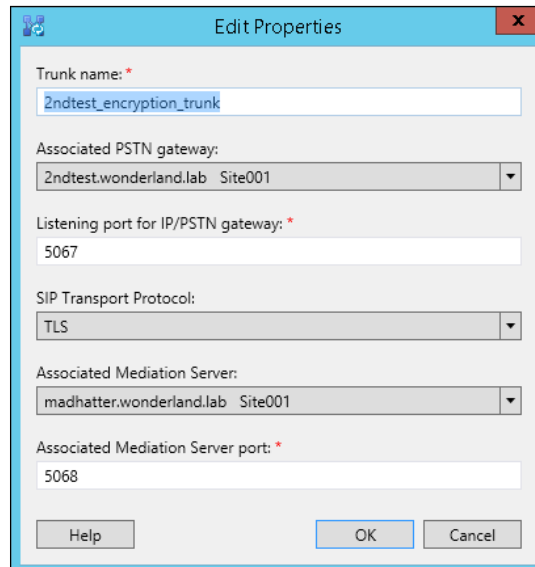 Edit Properties
x
Trunk name: *
2ndtest_encryption_trunk
Associated PSTN gateway:
2ndtest.wonderland.lab Site001
Listening port for IP/PSTN gateway: *
5067
SIP Transport Protocol:
TLS
Associated Mediation Server:
madhatter.wonderland.lab Site001
Associated Mediation Server port: *
5068
Help OK Cancel